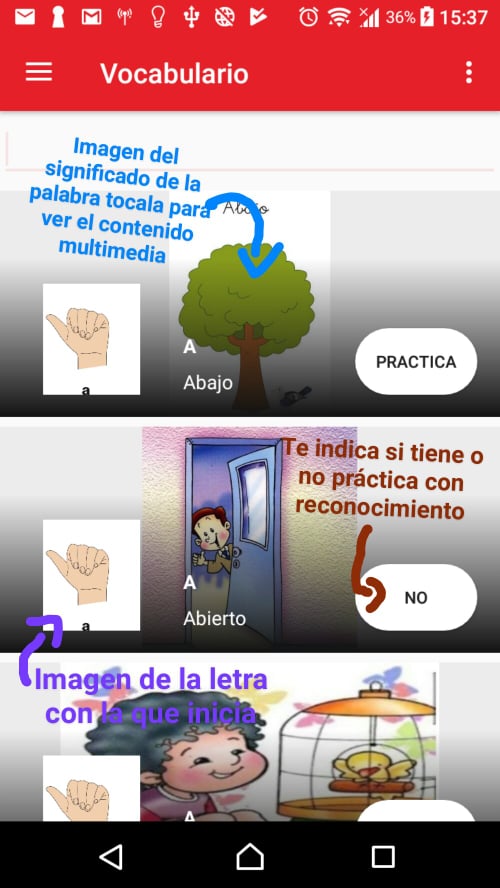 36% 15:37
Vocabulario
Imagen del
significado de la
palabra tocala para
ver el contenido
multimedia
Abajo
a
A
Abajo
PRACTICA
Te indica si tiene o
no práctica con
reconocimiento
a
A
Abierto
NO
Imagen de la letra
con la que inicia
A